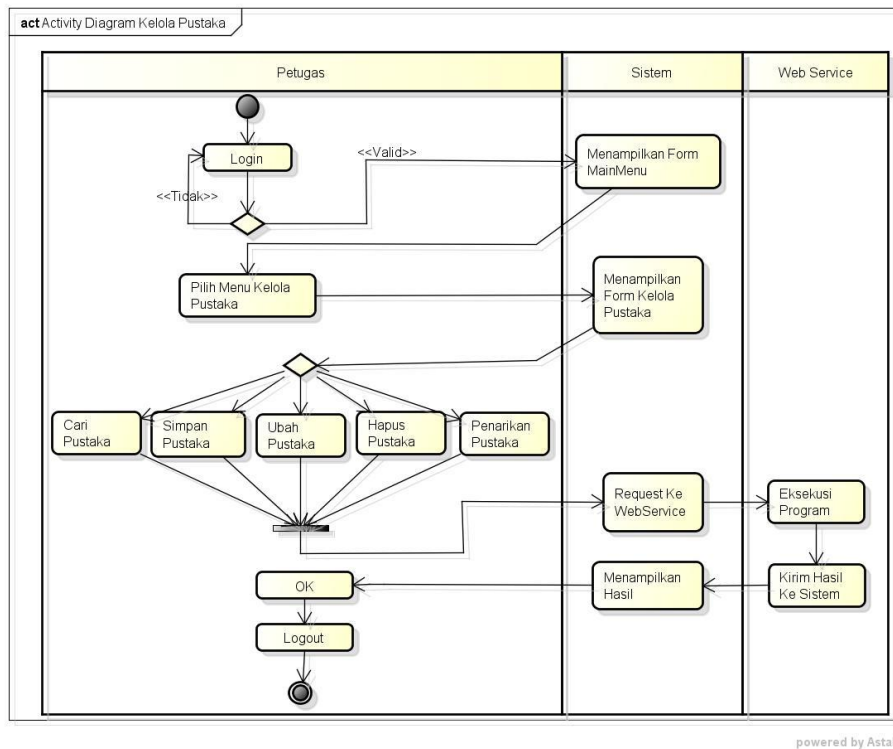 act Activity Diagram Kelola Pustaka
Petugas
Sistem
Web Service
Login
<<Valid>>
<<Tidak>>
Menampilkan Form
MainMenu
Pilih Menu Kelola
Pustaka
Menampilkan
Form Kelola
Pustaka
Cari
Pustaka
Simpan
Pustaka
Ubah
Pustaka
Hapus
Pustaka
Penarikan
Pustaka
Request Ke
WebService
Eksekusi
Program
OK
Menampilkan
Hasil
Kirim Hasil
Ke Sistem
Logout
powered by Asta